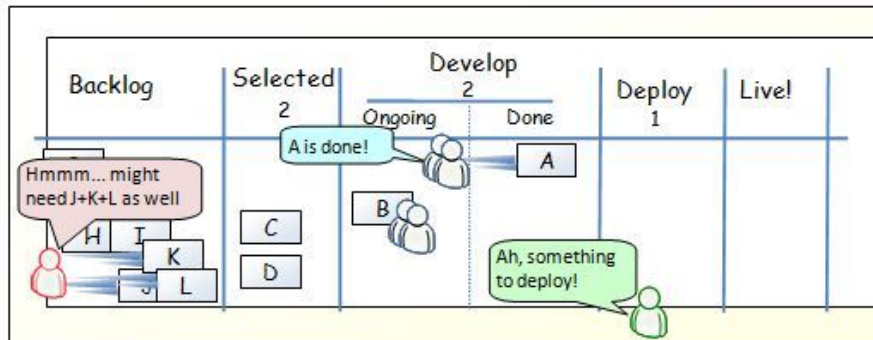 Backlog
Selected
2
Develop
2
Ongoing
Done
Deploy
1
Live!
A is done!
A
Hmmm... might
need J+K+L as well
B
H
I
C
K
D
J
L
Ah, something
to deploy!